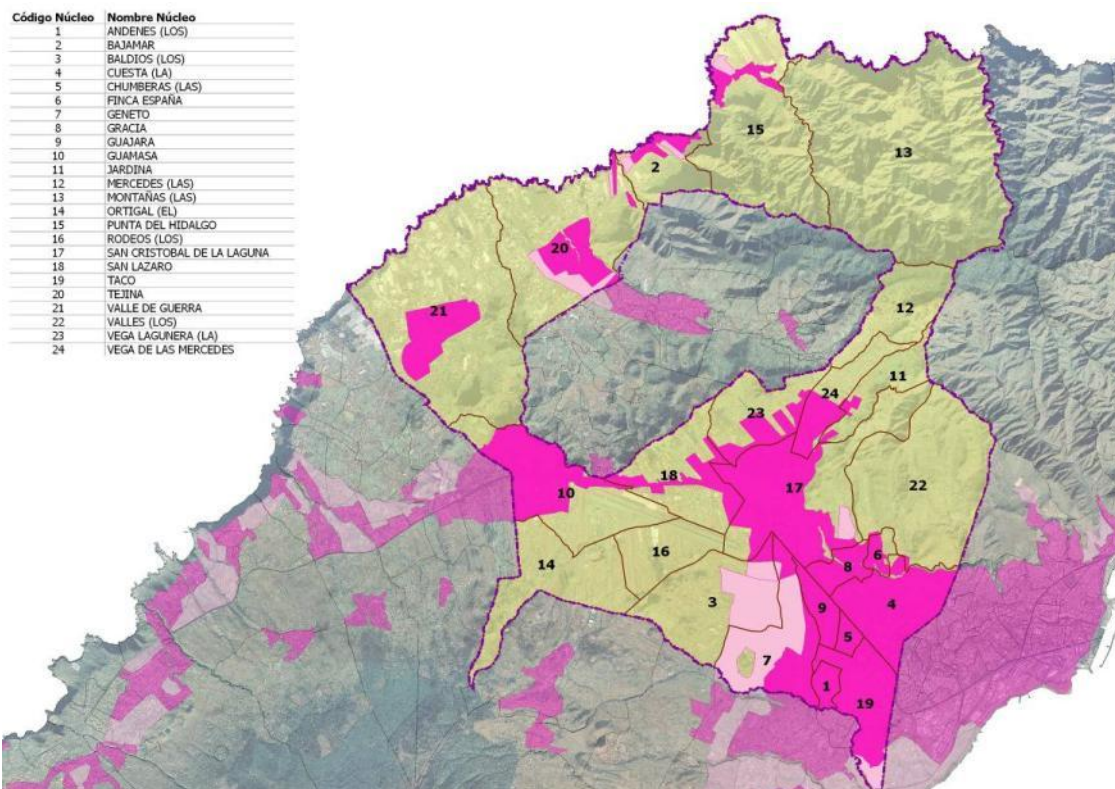 Código Núcleo Nombre Núcleo
1 ANDENES (LOS)
2 BAJAMAR
3 BALDIOS (LOS)
4 CUESTA (LA)
5 CHUMBERAS (LAS)
6 FINCA ESPAÑA
7 GENETO
8 GRACIA
9 GUAJARA
10 GUAMASA
11 JARDINA
12 MERCEDES (LAS)
13 MONTAÑAS (LAS)
14 ORTIGAL (EL)
15 PUNTA DEL HIDALGO
16 RODEOS (LOS)
17 SAN CRISTOBAL DE LA LAGUNA
18 SAN LAZARO
19 TACO
20 TEJINA
21 VALLE DE GUERRA
22 VALLES (LOS)
23 VEGA LAGUNERA (LA)
24 VEGA DE LAS MERCEDES
15
13
2
20
12
21
11
24
23
18
17
22
10
16
6
14
8
3
9
4
5
7
1
19